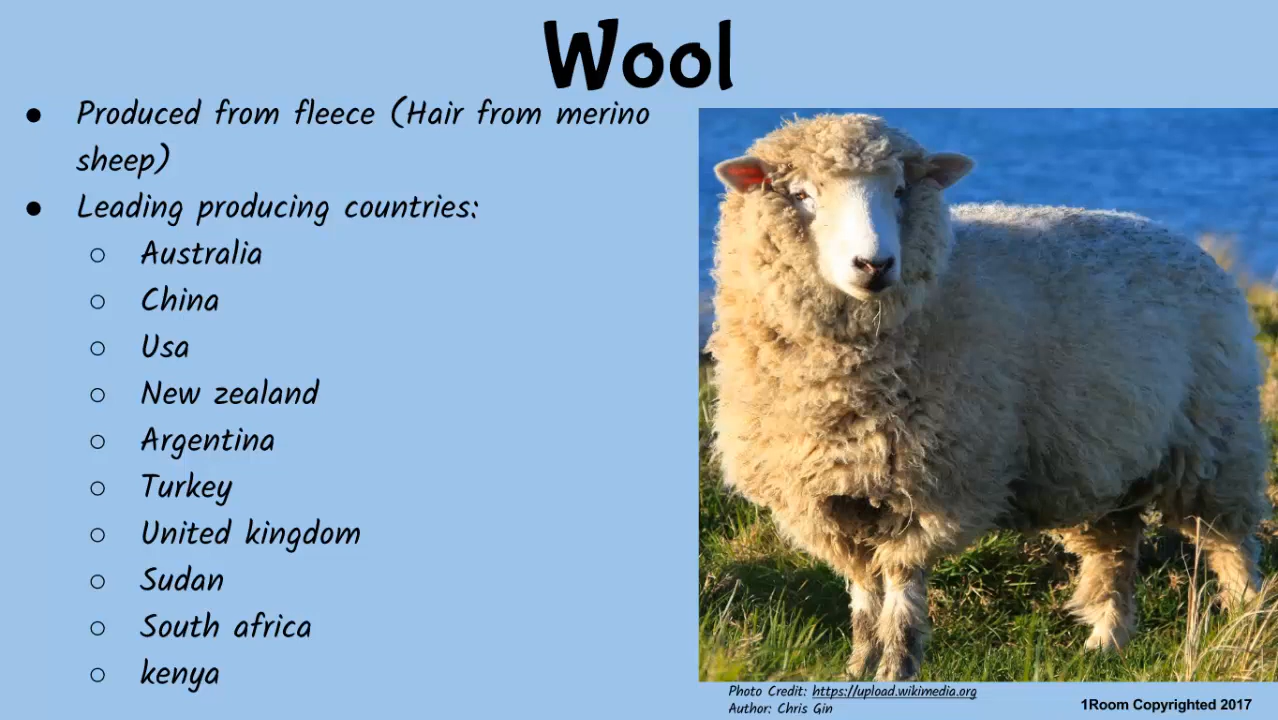 Wool
● Produced from fleece (Hair from merino
sheep)
● Leading producing countries:
○ Australia
○ China
○ Usa
○ New zealand
○ Argentina
○ Turkey
○ United kingdom
○ Sudan
○ South africa
○ kenya
Photo Credit: https://upload.wikimedia.org
Author: Chris Gin
1Room Copyrighted 2017